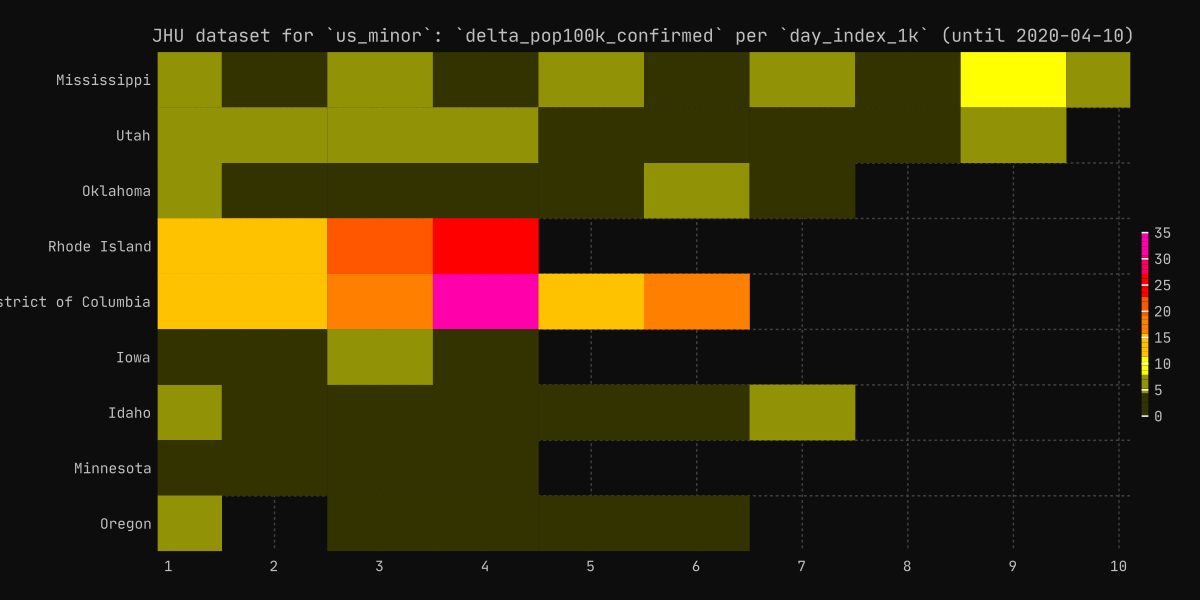 JHU dataset for `us_minor`: `delta_pop100k_confirmed` per `day_index_1k` (until 2020-04-10)
Mississippi
Utah
Oklahoma
Rhode Island
strict of Columbia
Iowa
Idaho
Minnesota
Oregon
1 2 3 4 5 6 7 8 9 10
35
30
25
20
15
10
5
0